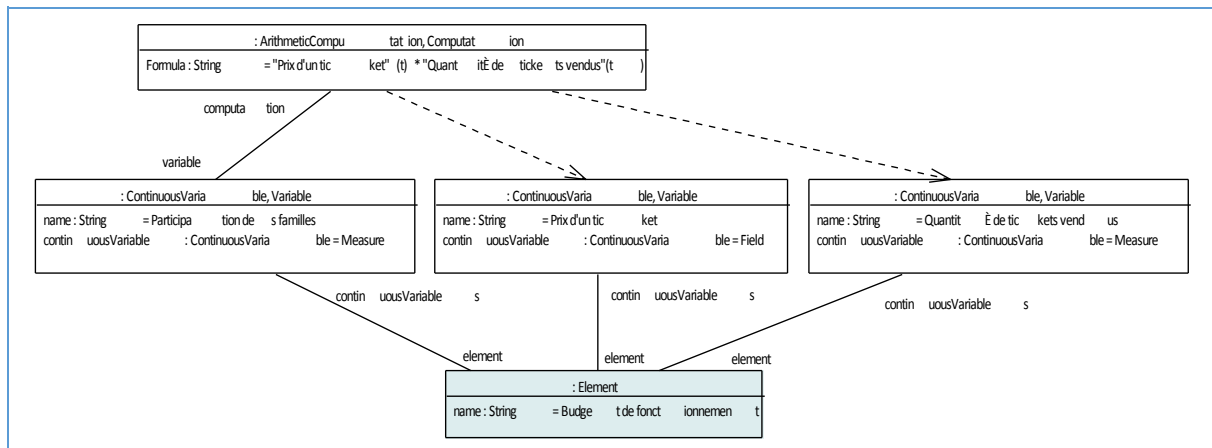 : ArithmeticCompu tat ion, Computat ion
Formula : String = "Prix d'un tic ket" (t) * "Quant itÈ de ticke ts vendus"(t )
computa tion
variable
: ContinuousVaria ble, Variable
name : String = Participa tion de s familles
contin uousVariable : ContinuousVaria ble = Measure
: ContinuousVaria ble, Variable
name : String = Prix d'un tic ket
contin uousVariable : ContinuousVaria ble = Field
: ContinuousVaria ble, Variable
name : String = Quantit È de tic kets vend us
contin uousVariable : ContinuousVaria ble = Measure
contin uousVariable s
contin uousVariable s
contin uousVariable s
element
element
element
: Element
name : String = Budge t de fonct ionnemen t